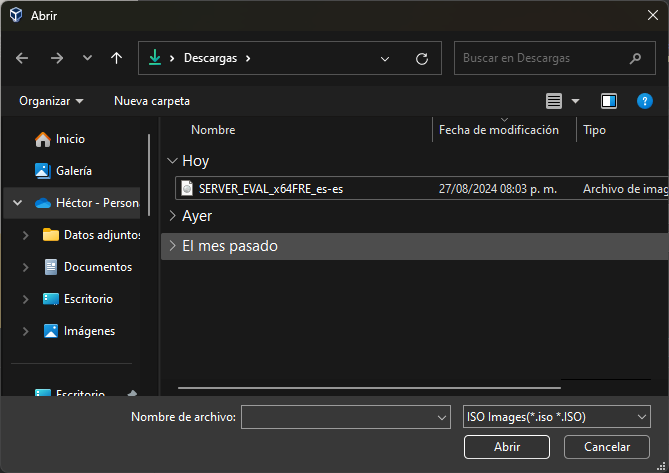 Abrir
Descargas
Buscar en Descargas
Organizar
Nueva carpeta
Inicio
Galería
Héctor - Persona
Datos adjuntos
Documentos
Escritorio
Imágenes
Escritorio
Nombre
Fecha de modificación
Tipo
Hoy
SERVER_EVAL_x64FRE_es-es
27/08/2024 08:03 p. m.
Archivo de imag
Ayer
El mes pasado
Nombre de archivo:
ISO Images(*.iso *.ISO)
Abrir
Cancelar